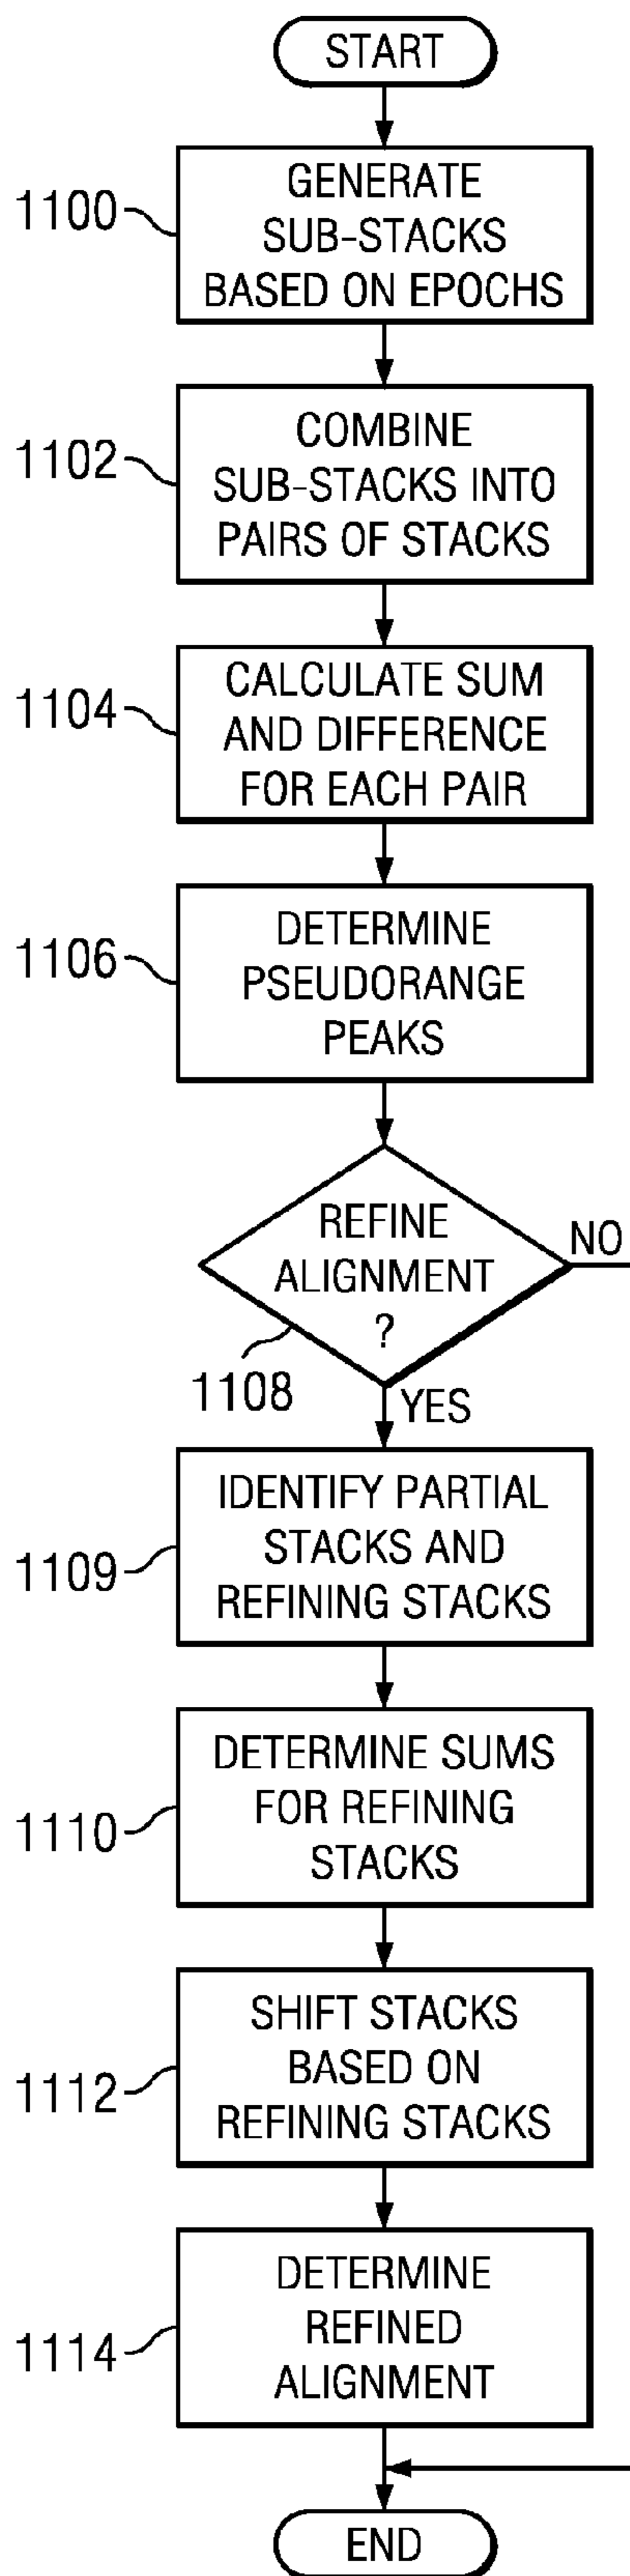 START
1100
GENERATE
SUB-STACKS
BASED ON EPOCHS
1102
COMBINE
SUB-STACKS INTO
PAIRS OF STACKS
1104
CALCULATE SUM
AND DIFFERENCE
FOR EACH PAIR
1106
DETERMINE
PSEUDORANGE
PEAKS
REFINE
ALIGNMENT
?
NO
1108
YES
1109
IDENTIFY PARTIAL
STACKS AND
REFINING STACKS
1110
DETERMINE SUMS
FOR REFINING
STACKS
1112
SHIFT STACKS
BASED ON
REFINING STACKS
1114
DETERMINE
REFINED
ALIGNMENT
END